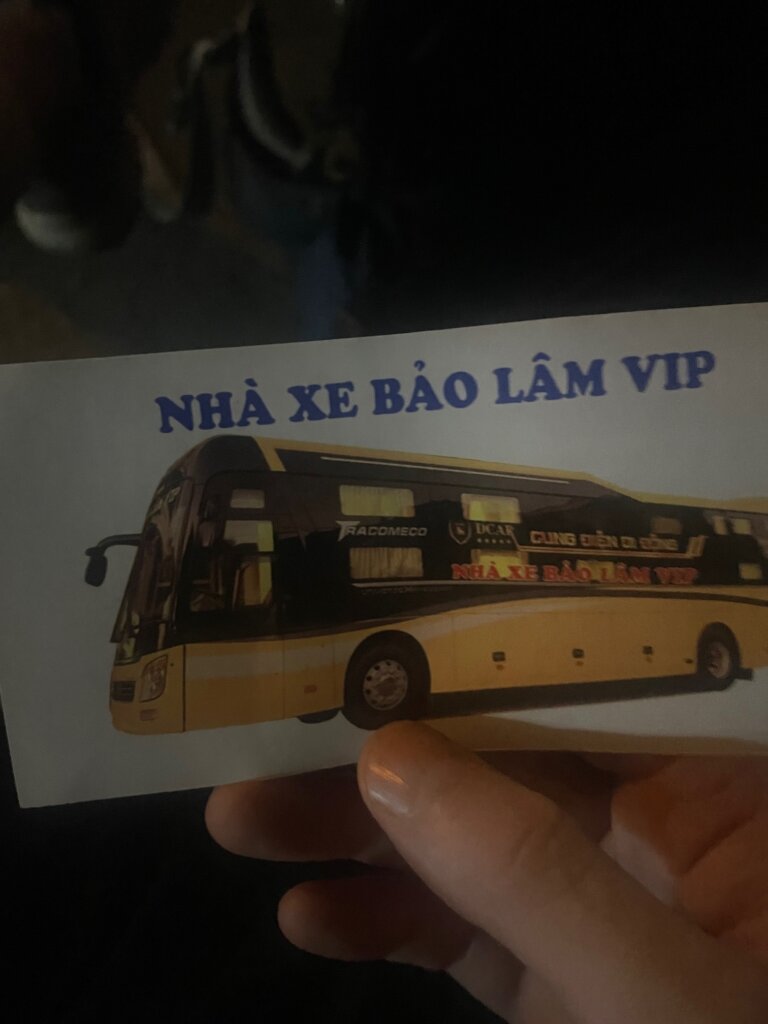 NHÀ XE BẢO LÂM VIP
TRACOMECO
DCAR
CUNG ĐIỆN DI ĐỘNG
NHÀ XE BẢO LÂM VIP